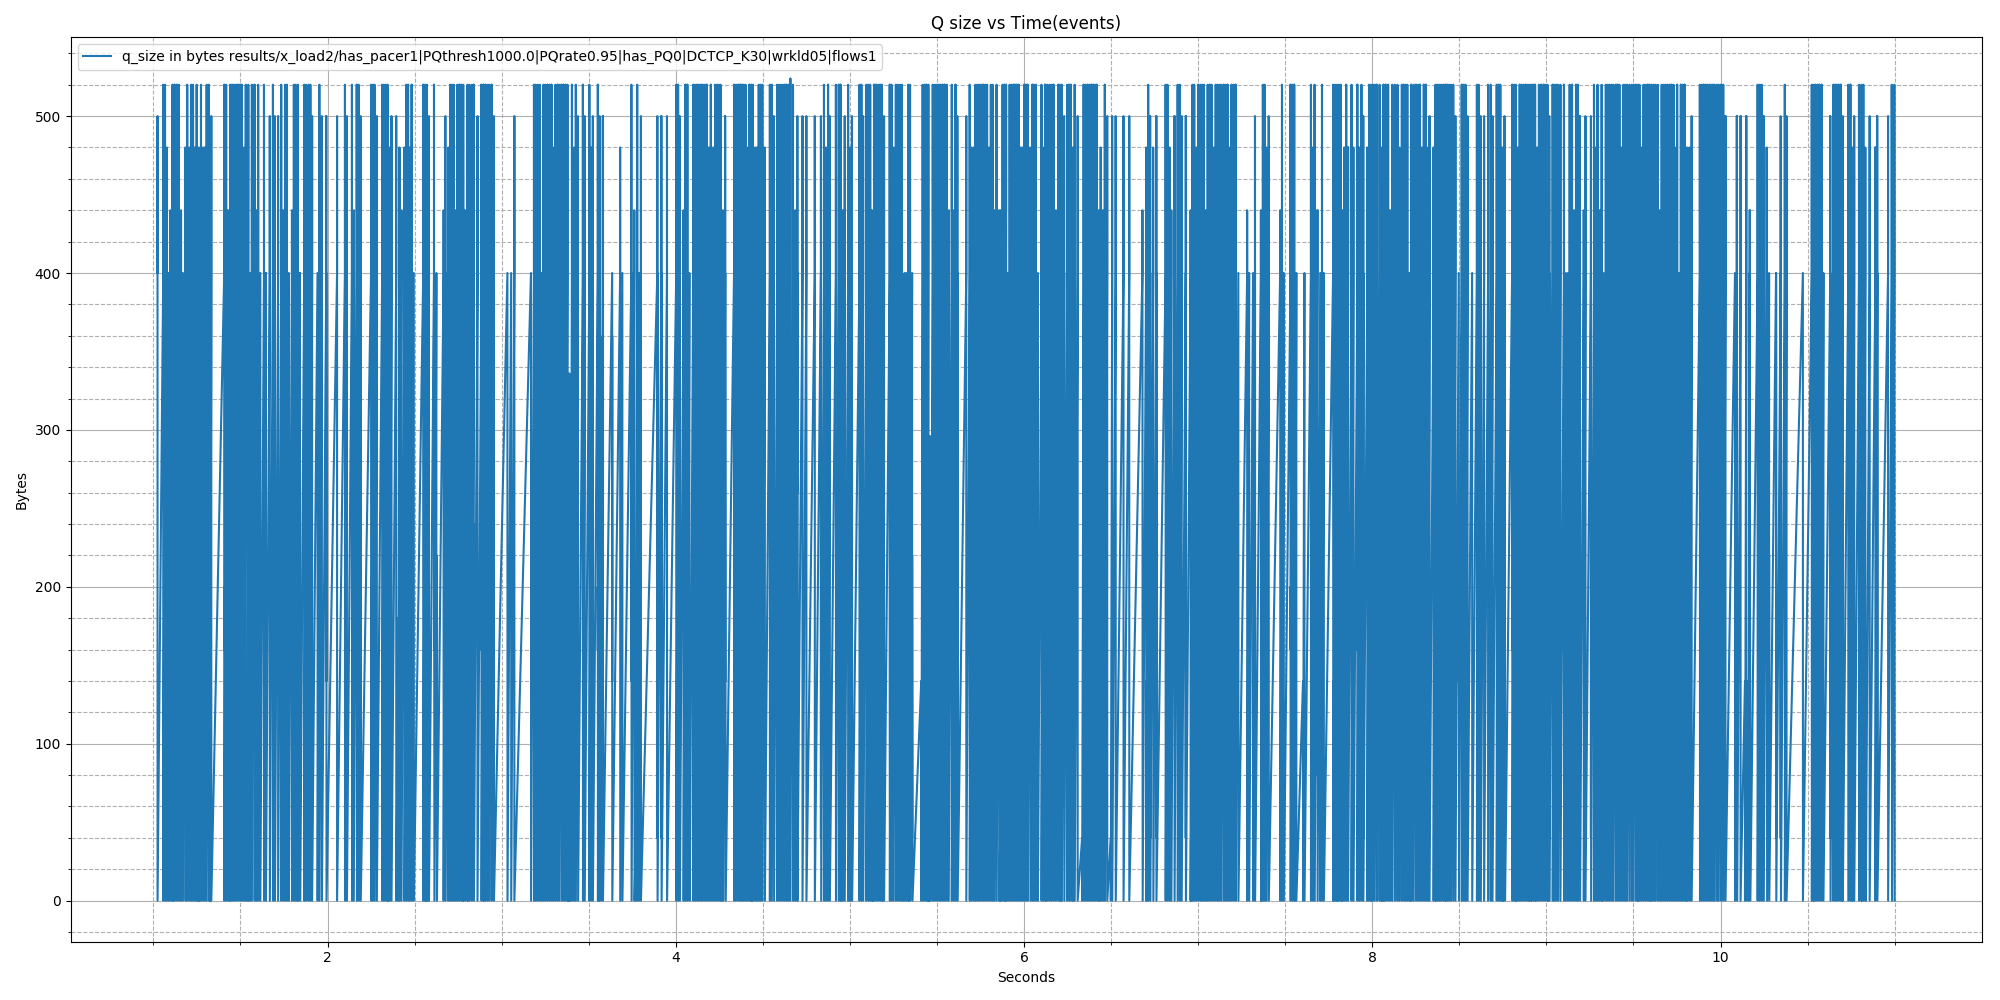 Q size vs Time(events)
q_size in bytes results/x_load2/has_pacer1|PQthresh1000.0|PQrate0.95|has_PQ0|DCTCP_K30|wrkld05|flows1
500
400
300
200
100
0
Bytes
2 4 6 8 10
Seconds